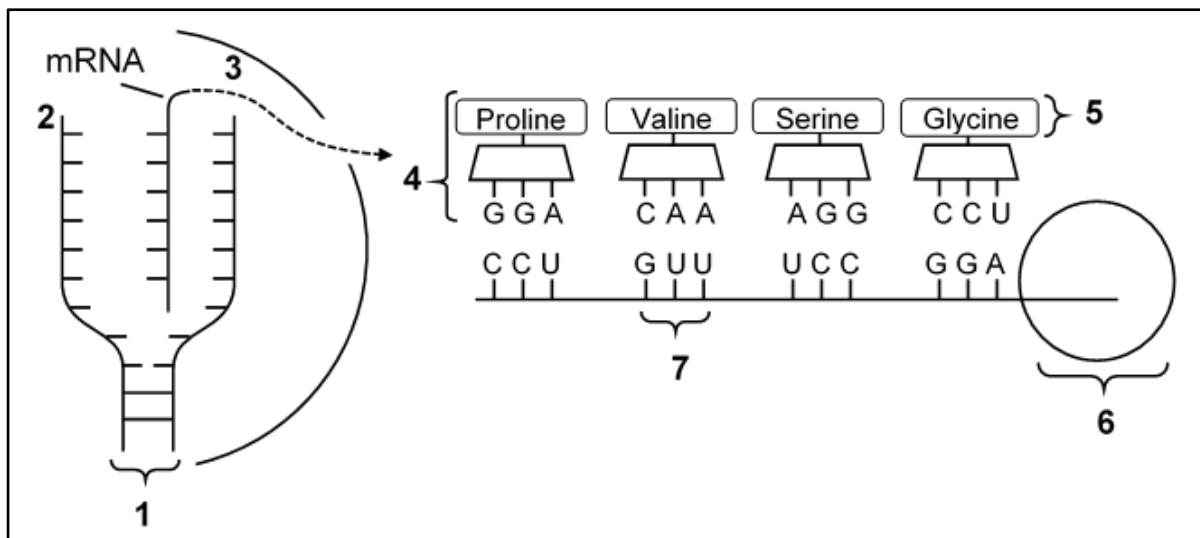 mRNA
3
2
Proline Valine Serine Glycine
5
4
G G A C A A A G G C C U
C C U G U U U C C G G A
7
6
1